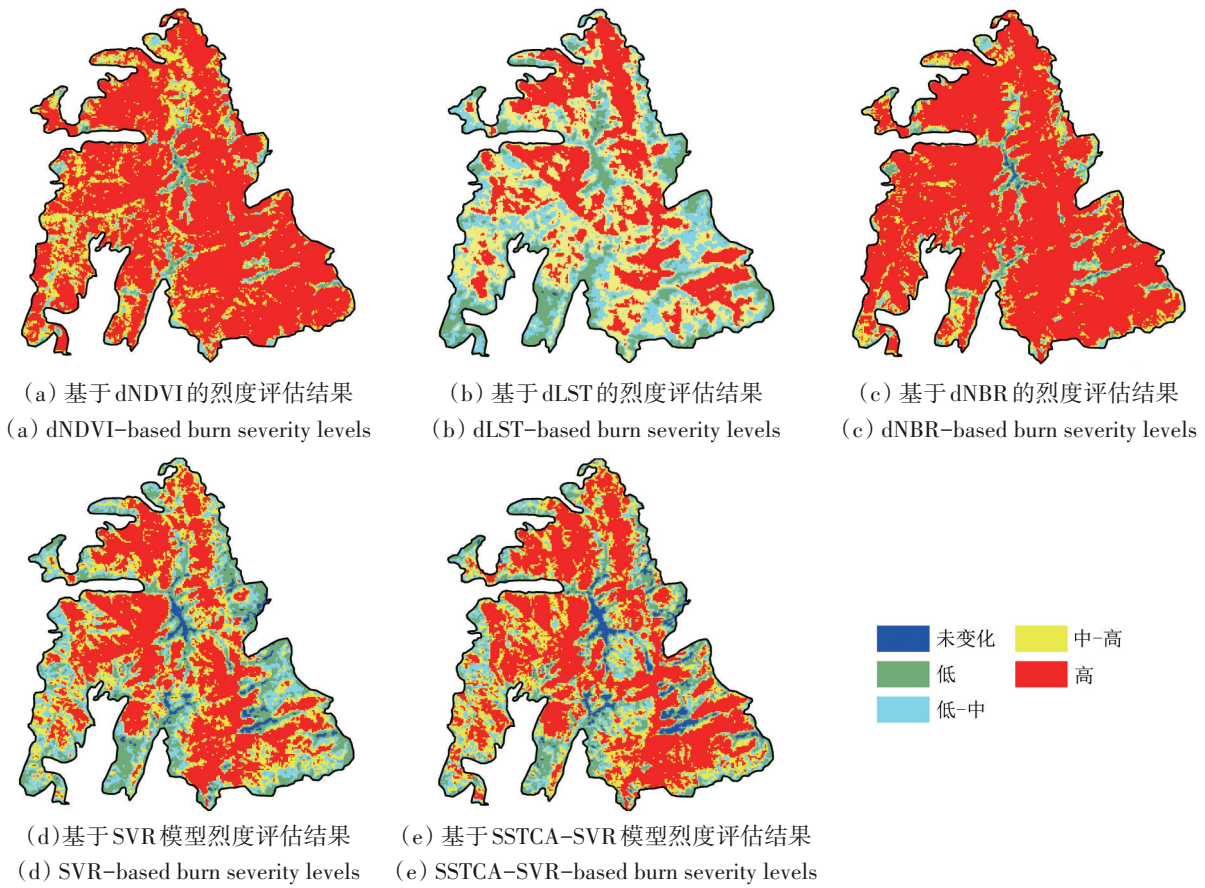 (a) 基于dNDVI的烈度评估结果
(a) dNDVI-based burn severity levels
(b) 基于dLST的烈度评估结果
(b) dLST-based burn severity levels
(c) 基于dNBR的烈度评估结果
(c) dNBR-based burn severity levels
(d)基于SVR模型烈度评估结果
(d) SVR-based burn severity levels
(e) 基于SSTCA-SVR模型烈度评估结果
(e) SSTCA-SVR-based burn severity levels
未变化
低
低-中
中-高
高